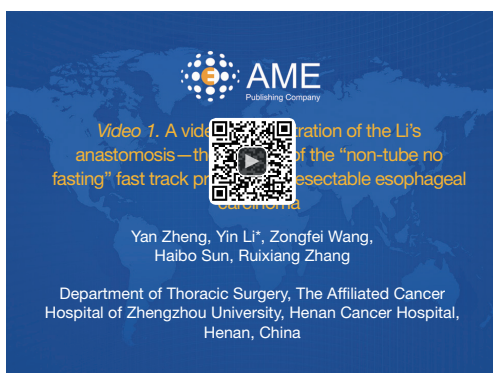 AME
Publishing Company
Video 1. A vide tration of the Li's
anastomosis—th of the "non-tube no
fasting" fast track pr esectable esophageal
carcinoma
Yan Zheng, Yin Li*, Zongfei Wang,
Haibo Sun, Ruixiang Zhang
Department of Thoracic Surgery, The Affiliated Cancer
Hospital of Zhengzhou University, Henan Cancer Hospital,
Henan, China